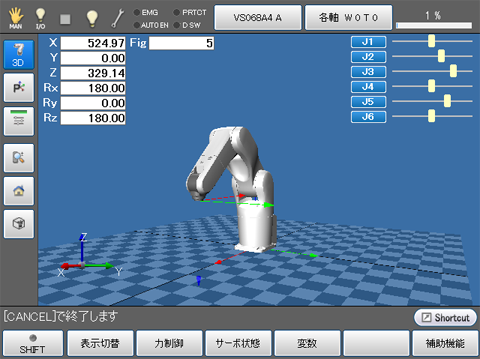 MAN
I/O
EMG
AUTO EN
PRTCT
D SW
VS068A4 A
各軸 W0T0
1 %
3D
X 524.97 Fig 5
Y 0.00
Z 329.14
Rx 180.00
Ry 0.00
Rz 180.00
J1
J2
J3
J4
J5
J6
P
Z
X
Y
[CANCEL]で終了します
Shortcut
SHIFT
表示切替
力制御
サーボ状態
変数
補助機能